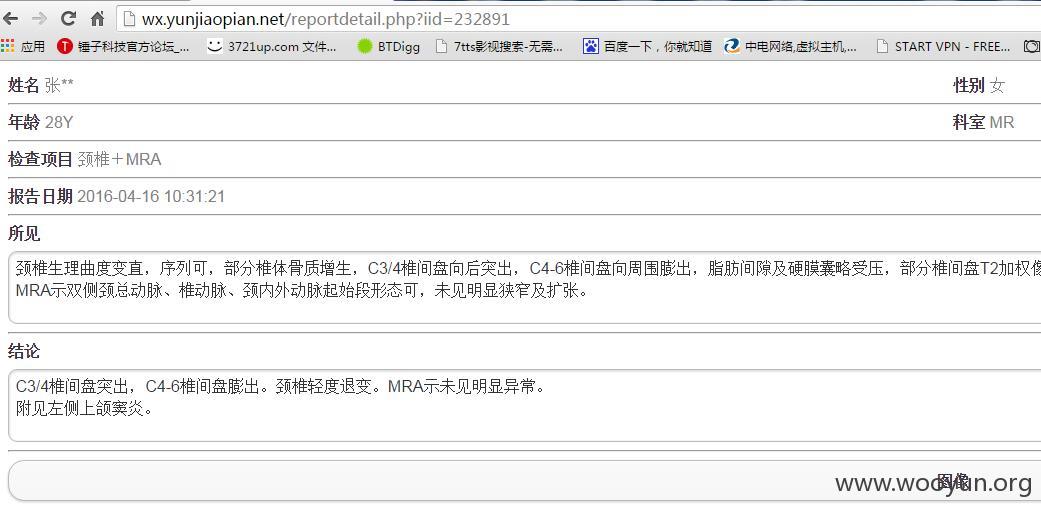 wx.yunjiaopian.net/reportdetail.php?iid=232891
应用 锤子科技官方论坛_... 3721up.com 文件... BTDigg 7tts影视搜索-无需... 百度一下，你就知道 中电网络,虚拟主机,... START VPN - FREE...
姓名 张** 性别 女
年龄 28Y 科室 MR
检查项目 颈椎＋MRA
报告日期 2016-04-16 10:31:21
所见
颈椎生理曲度变直，序列可，部分椎体骨质增生，C3/4椎间盘向后突出，C4-6椎间盘向周围膨出，脂肪间隙及硬膜囊略受压，部分椎间盘T2加权像
MRA示双侧颈总动脉、椎动脉、颈内外动脉起始段形态可，未见明显狭窄及扩张。
结论
C3/4椎间盘突出，C4-6椎间盘膨出。颈椎轻度退变。MRA示未见明显异常。
附见左侧上颌窦炎。
图像
www.wooyun.org